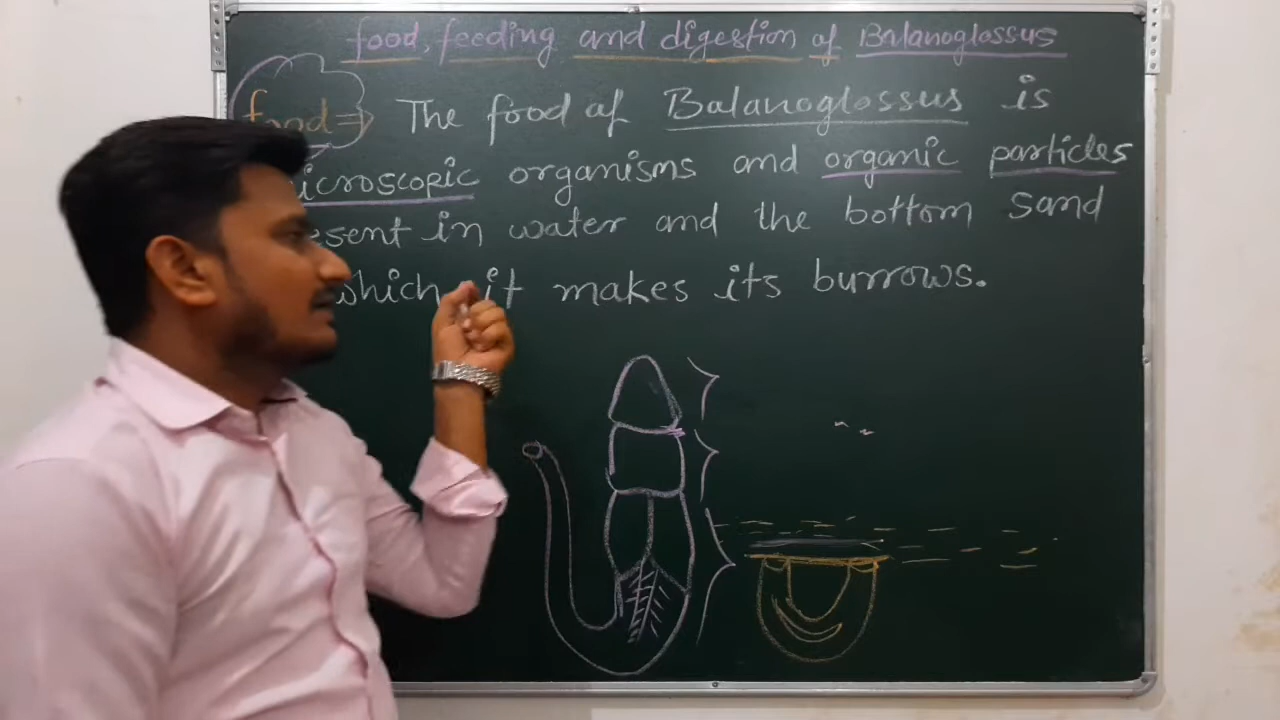 food, feeding and digestion of Balanoglossus
food ⇒ The food of Balanoglossus is
icroscopic organisms and organic particles
esent in water and the bottom sand
which it makes its burrows.